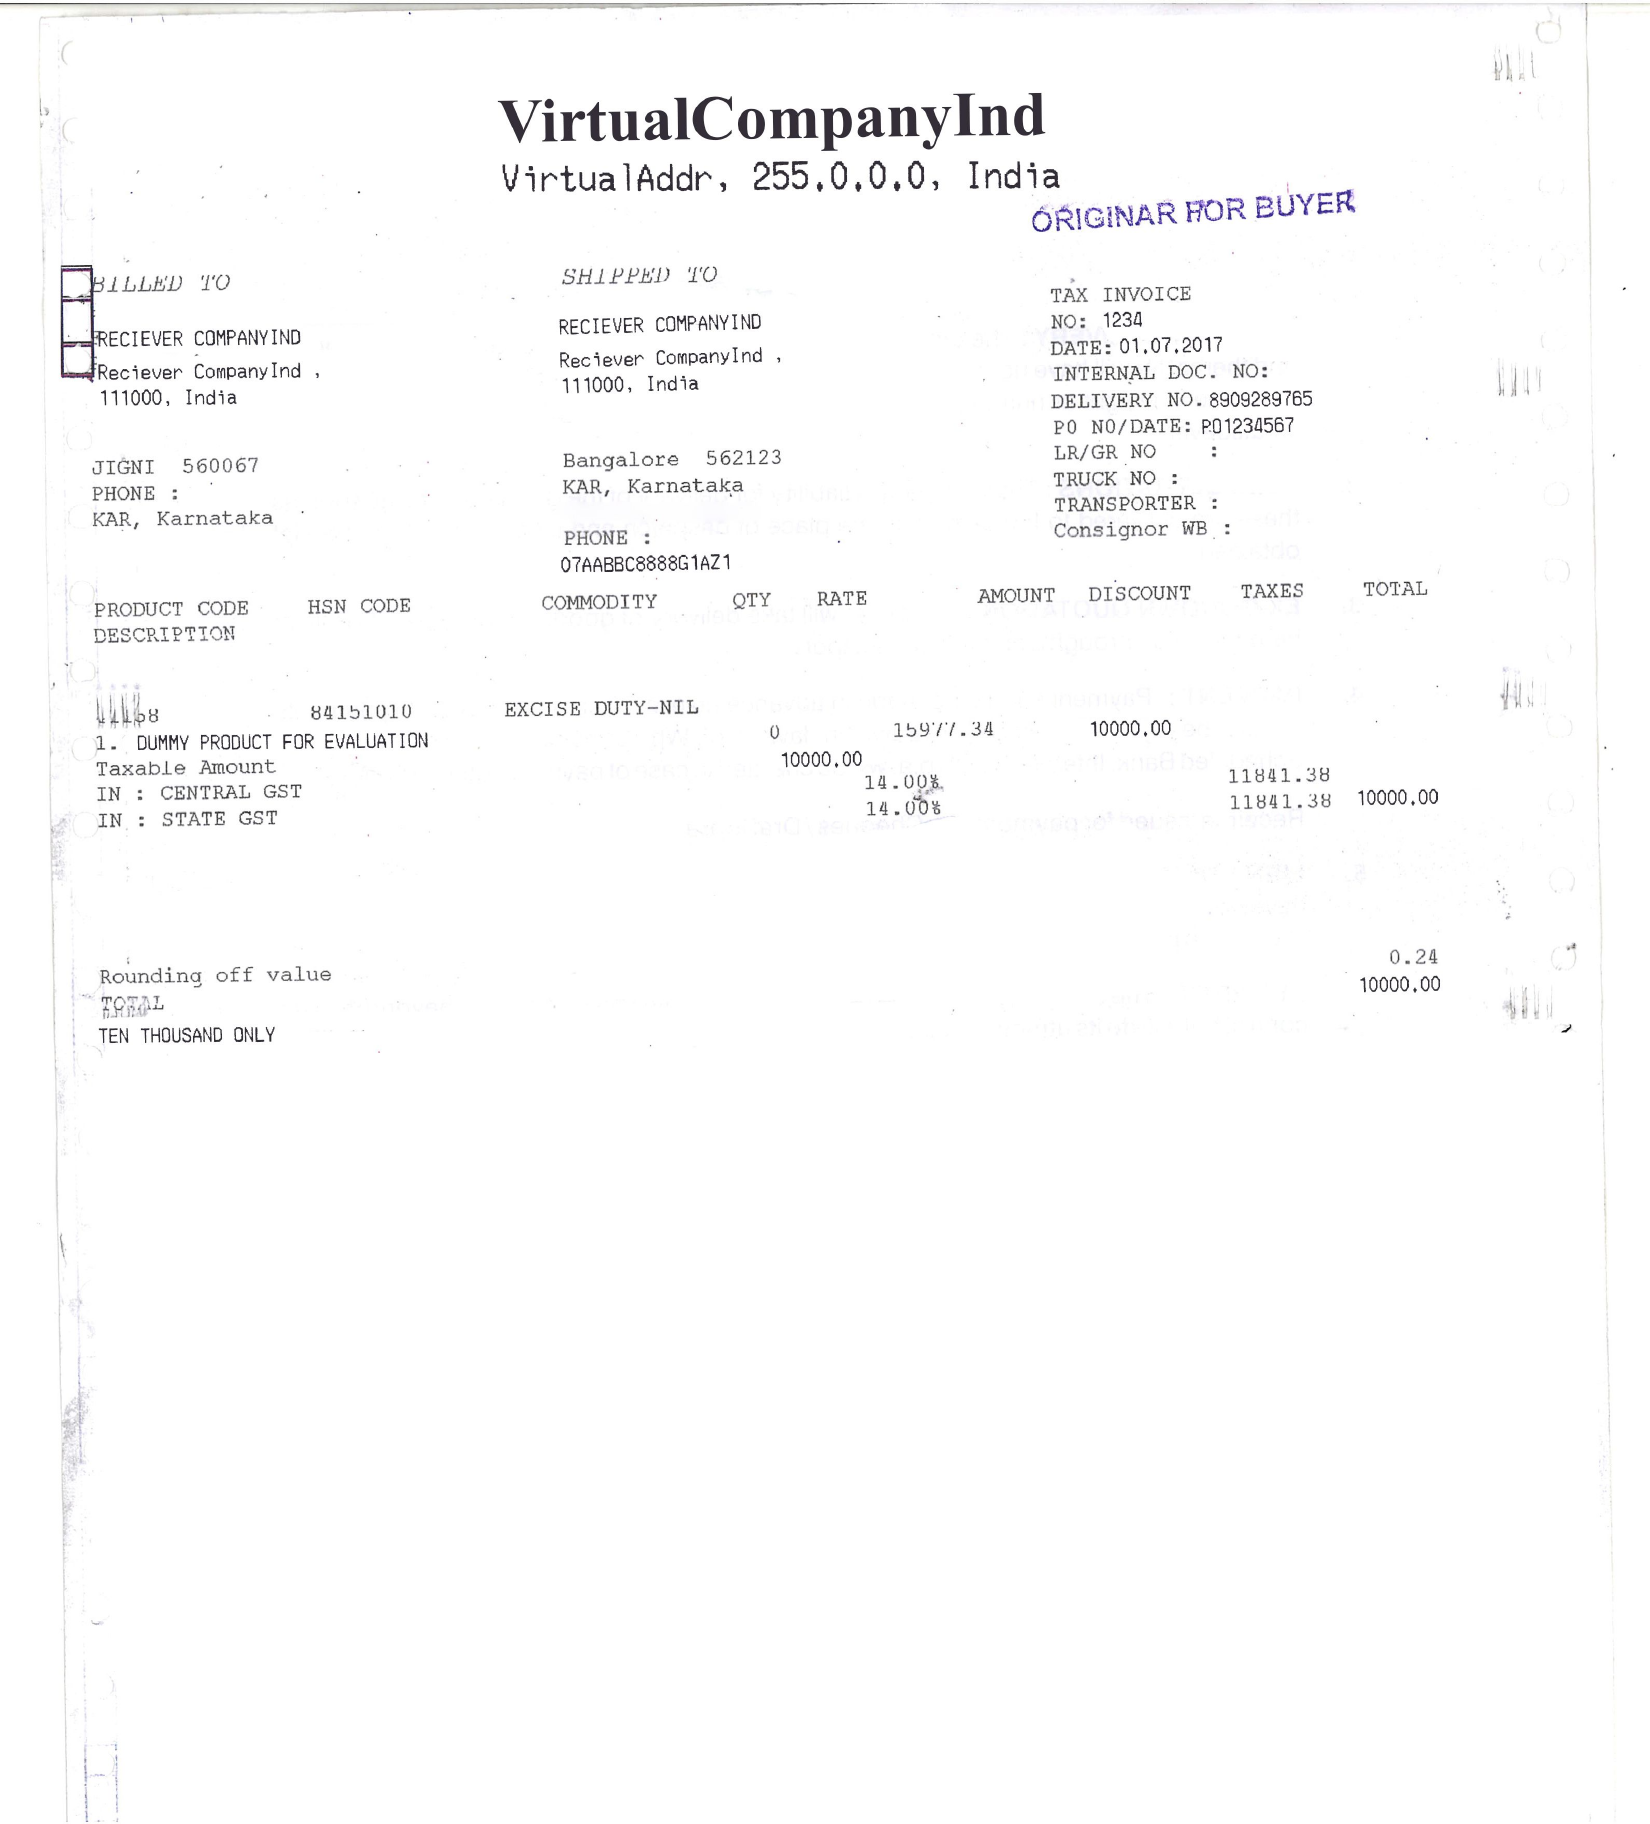 VirtualCompanyInd
VirtualAddr, 255.0.0.0, India
ORIGINAR HOR BUYER
BILLED TO
RECIEVER COMPANYIND
Reciever CompanyInd ,
111000, India
JIGNI 560067
PHONE :
KAR, Karnataka
SHIPPED TO
RECIEVER COMPANYIND
Reciever CompanyInd ,
111000, India
Bangalore 562123
KAR, Karnataka
PHONE :
07AABBC8888G1AZ1
TAX INVOICE
NO: 1234
DATE: 01.07.2017
INTERNAL DOC. NO:
DELIVERY NO. 8909289765
PO NO/DATE: PO1234567
LR/GR NO :
TRUCK NO :
TRANSPORTER :
Consignor WB :
PRODUCT CODE HSN CODE COMMODITY QTY RATE AMOUNT DISCOUNT TAXES TOTAL
DESCRIPTION
84151010 EXCISE DUTY-NIL
1. DUMMY PRODUCT FOR EVALUATION 0 15977.34 10000.00
Taxable Amount 10000.00
IN : CENTRAL GST 14.00% 11841.38
IN : STATE GST 14.00% 11841.38 10000.00
Rounding off value 0.24
TOTAL 10000.00
TEN THOUSAND ONLY